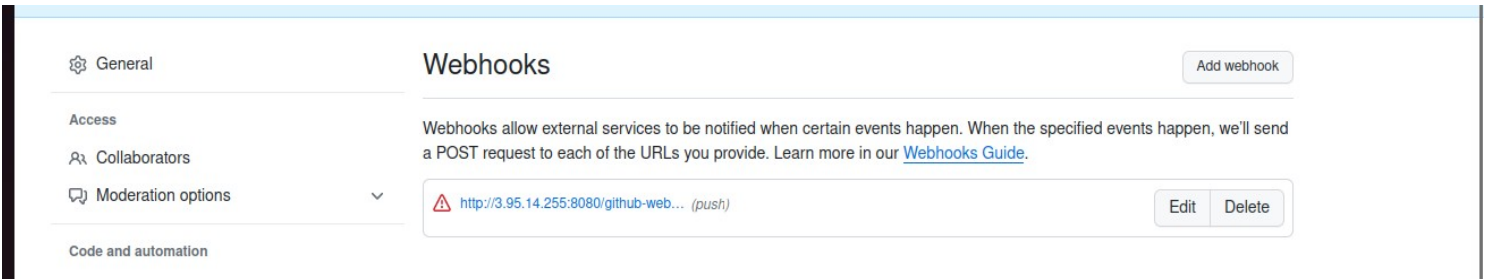 General
Access
Collaborators
Moderation options
Code and automation
Webhooks
Add webhook
Webhooks allow external services to be notified when certain events happen. When the specified events happen, we'll send
a POST request to each of the URLs you provide. Learn more in our Webhooks Guide.
http://3.95.14.255:8080/github-web... (push)
Edit
Delete